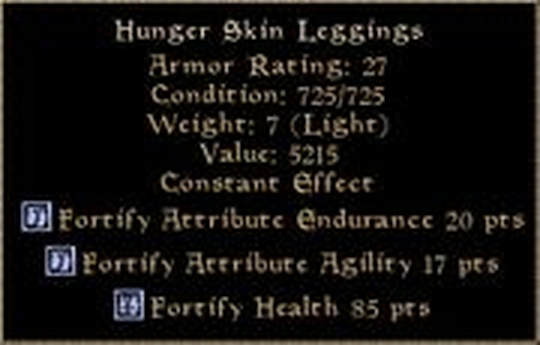 Hunger Skin Leggings
Armor Rating: 27
Condition: 725/725
Weight: 7 (Light)
Value: 5215
Constant Effect
Fortify Attribute Endurance 20 pts
Fortify Attribute Agility 17 pts
Fortify Health 85 pts